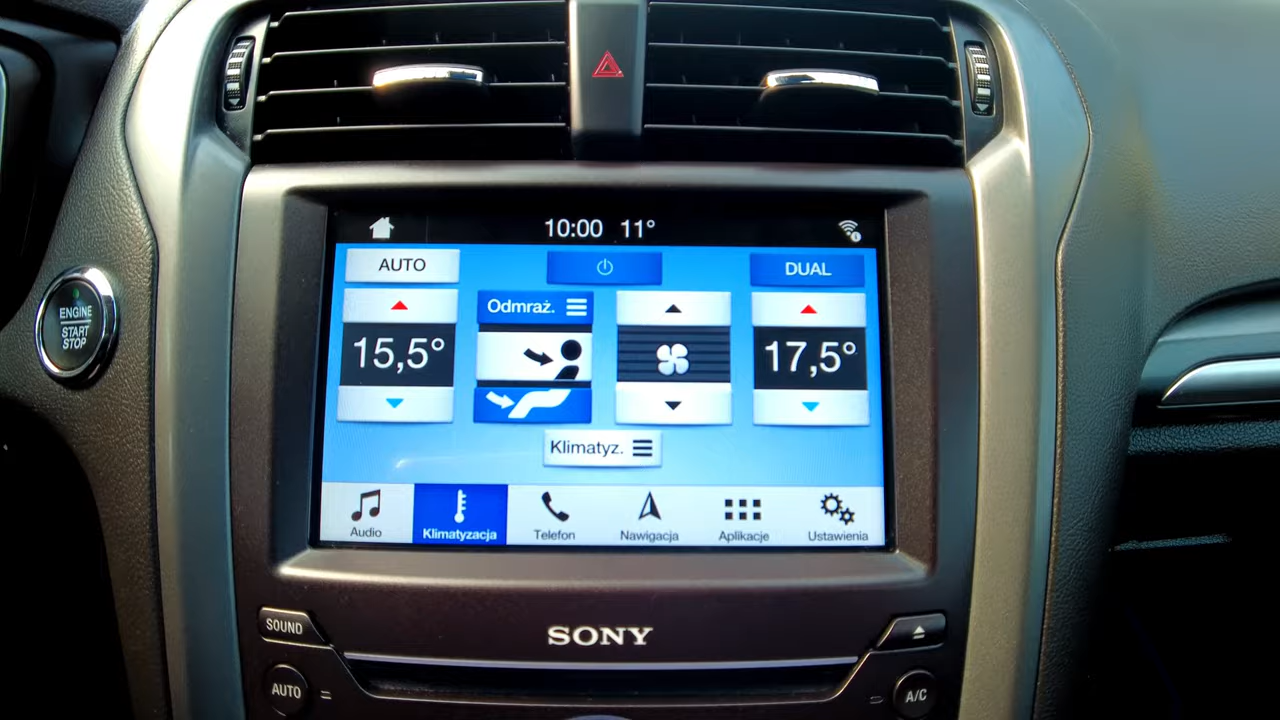 10:00 11°
AUTO
DUAL
ENGINE
START
STOP
Odmraż.
15,5°
17,5°
Klimatyz.
Audio
Klimatyzacja
Telefon
Nawigacja
Aplikacje
Ustawienia
SOUND
SONY
AUTO
A/C